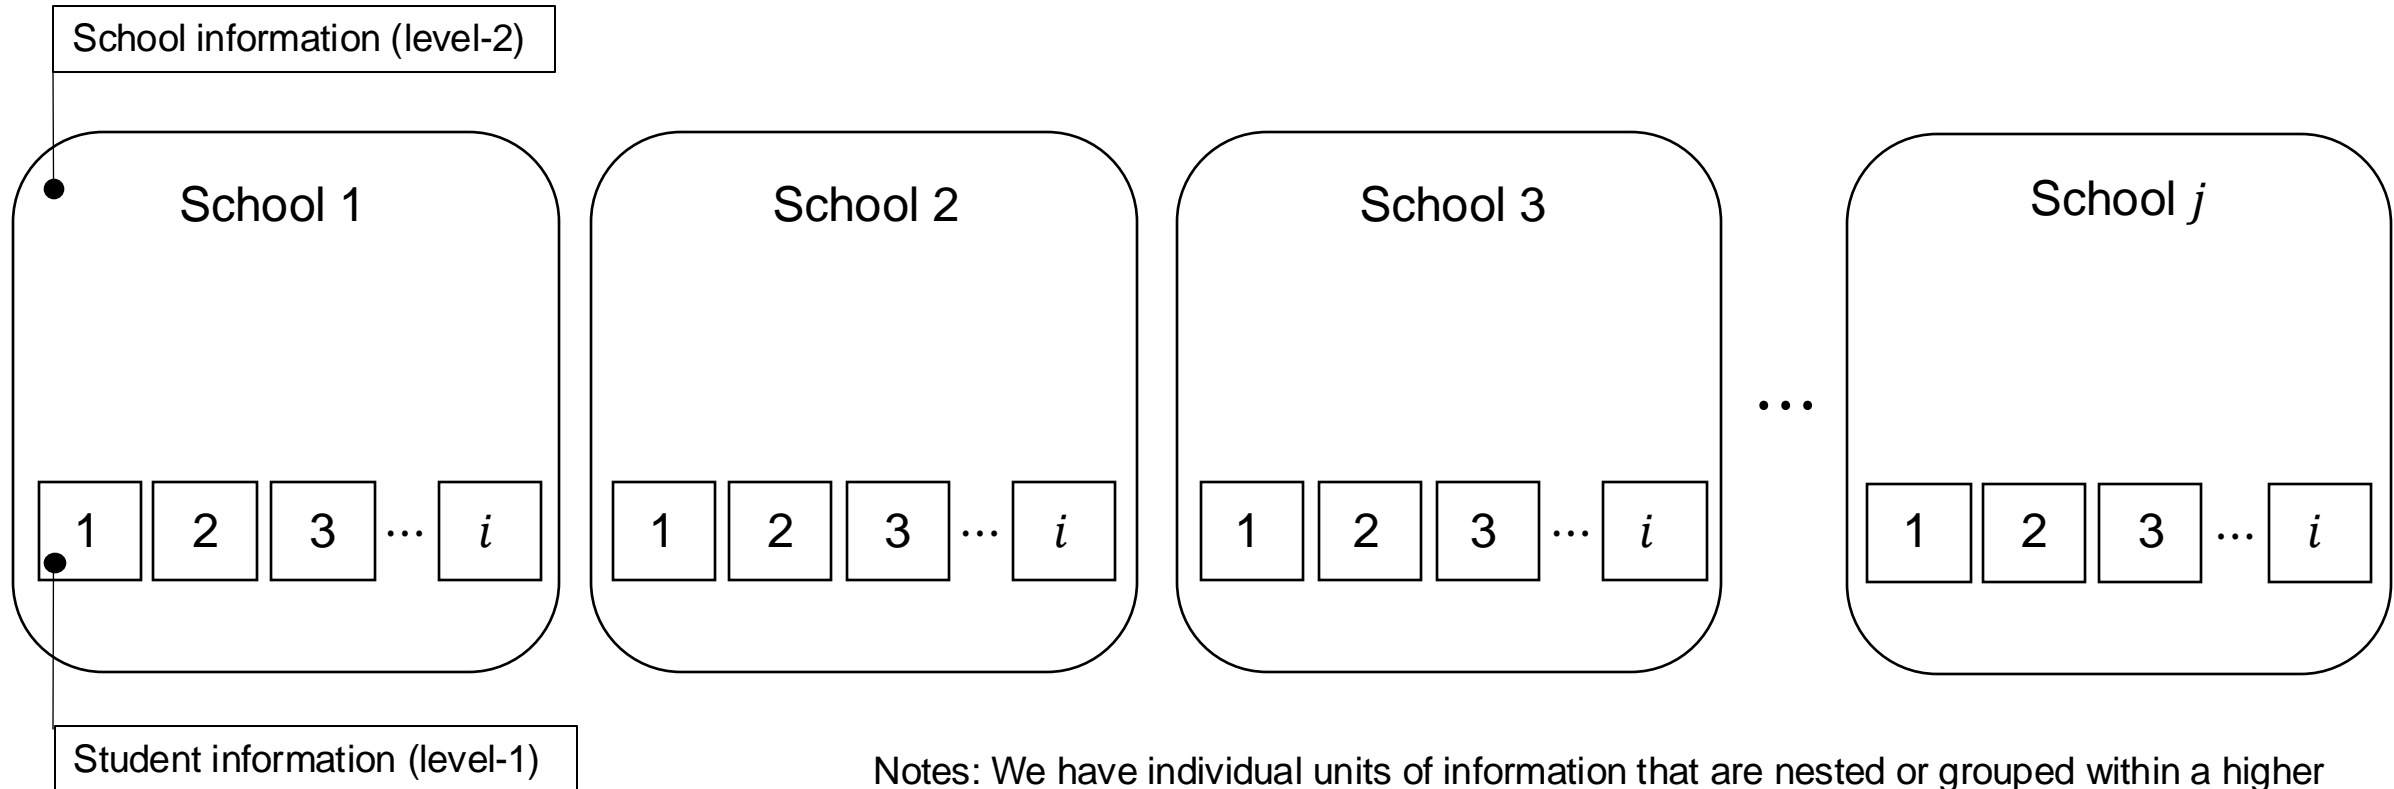 School information (level-2)
School 1
School 2
School 3
School j
...
1 2 3 ... i
1 2 3 ... i
1 2 3 ... i
1 2 3 ... i
Student information (level-1)
Notes: We have individual units of information that are nested or grouped within a higher